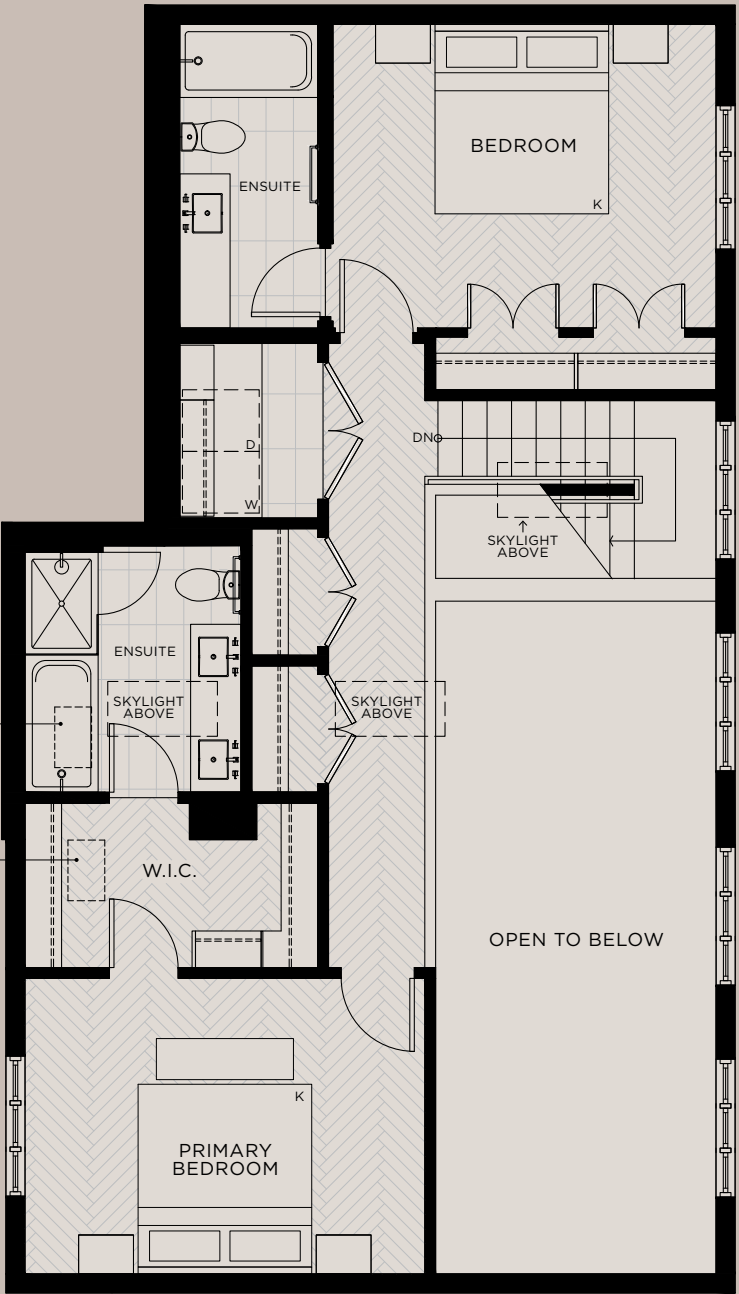 BEDROOM
K
ENSUITE
D
W
DN
SKYLIGHT
ABOVE
ENSUITE
SKYLIGHT
ABOVE
SKYLIGHT
ABOVE
W.I.C.
OPEN TO BELOW
K
PRIMARY
BEDROOM